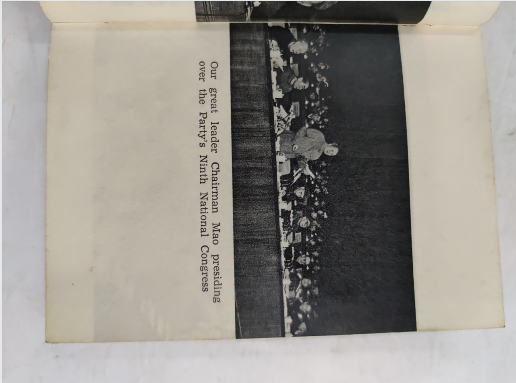 Our great leader Chairman Mao presiding
over the Party's Ninth National Congress